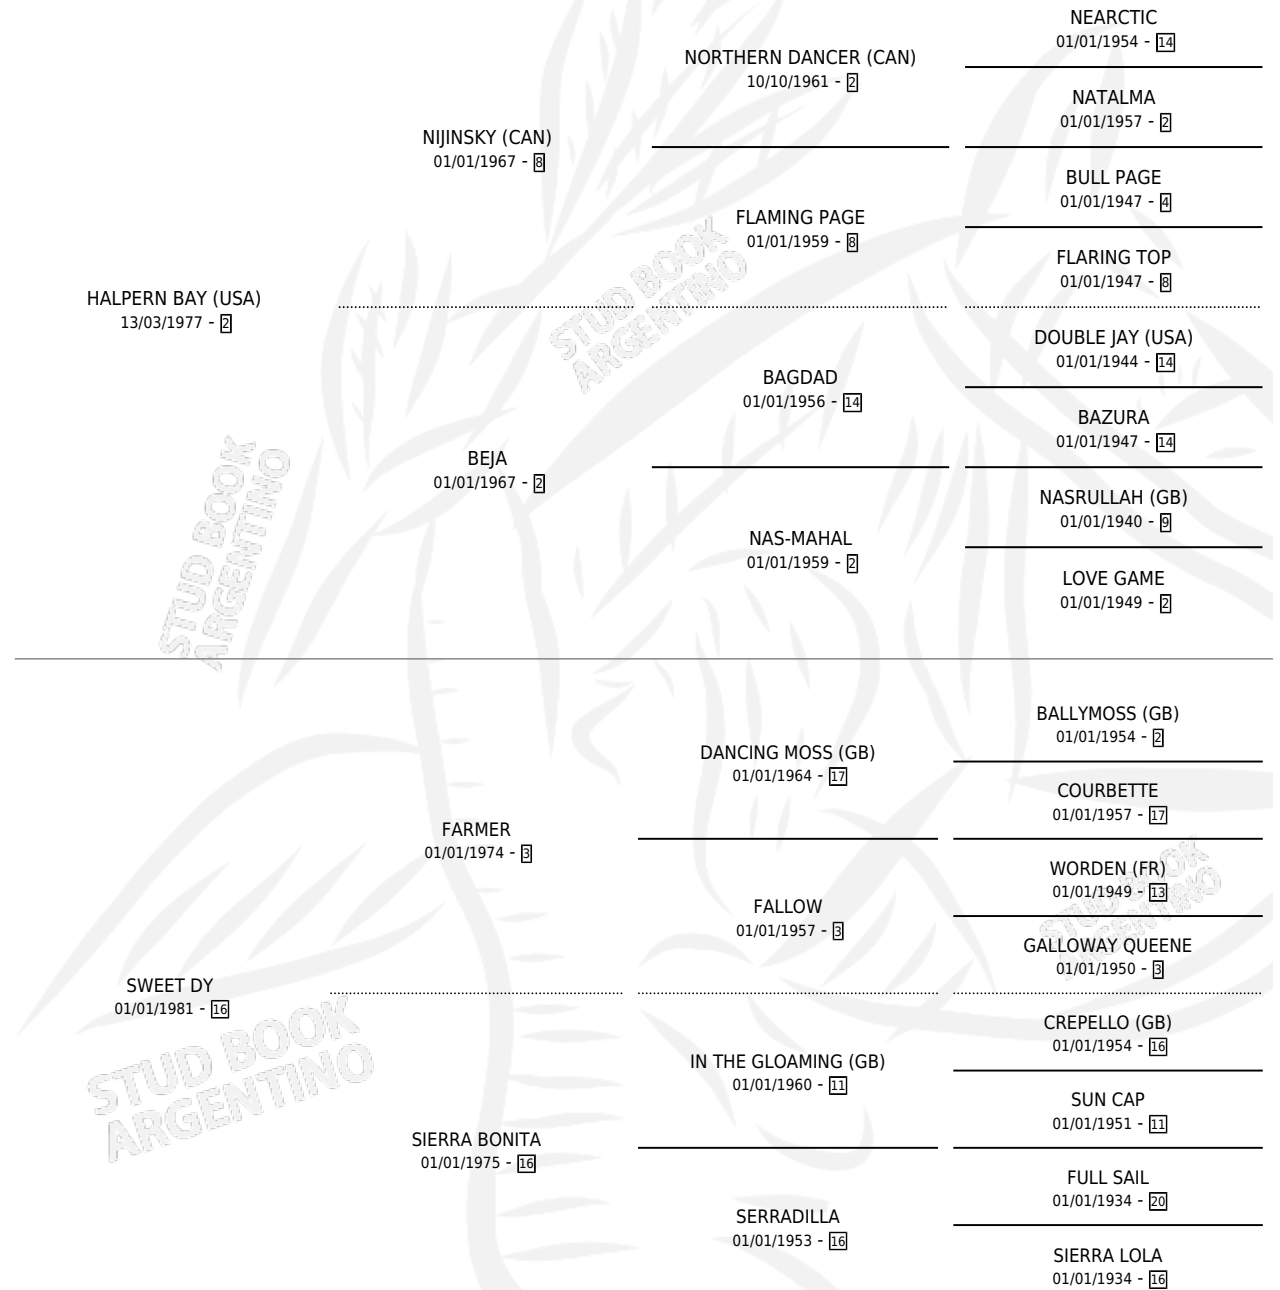 NEARCTIC
01/01/1954 - 14
NORTHERN DANCER (CAN)
10/10/1961 - 2
NATALMA
01/01/1957 - 2
NIJINSKY (CAN)
01/01/1967 - 8
BULL PAGE
01/01/1947 - 4
FLAMING PAGE
01/01/1959 - 8
FLARING TOP
01/01/1947 - 8
HALPERN BAY (USA)
13/03/1977 - 2
DOUBLE JAY (USA)
01/01/1944 - 14
BAGDAD
01/01/1956 - 14
BAZURA
01/01/1947 - 14
BEJA
01/01/1967 - 2
NASRULLAH (GB)
01/01/1940 - 9
NAS-MAHAL
01/01/1959 - 2
LOVE GAME
01/01/1949 - 2
BALLYMOSS (GB)
01/01/1954 - 2
DANCING MOSS (GB)
01/01/1964 - 17
COURBETTE
01/01/1957 - 17
FARMER
01/01/1974 - 3
WORDEN (FR)
01/01/1949 - 13
FALLOW
01/01/1957 - 3
GALLOWAY QUEENE
01/01/1950 - 3
SWEET DY
01/01/1981 - 16
CREPELLO (GB)
01/01/1954 - 16
IN THE GLOAMING (GB)
01/01/1960 - 11
SUN CAP
01/01/1951 - 11
SIERRA BONITA
01/01/1975 - 16
FULL SAIL
01/01/1934 - 20
SERRADILLA
01/01/1953 - 16
SIERRA LOLA
01/01/1934 - 16
STUD BOOK
ARGENTINO
STUD BOOK
ARGENTINO
STUD BOOK
ARGENTINO
STUD BOOK
ARGENTINO